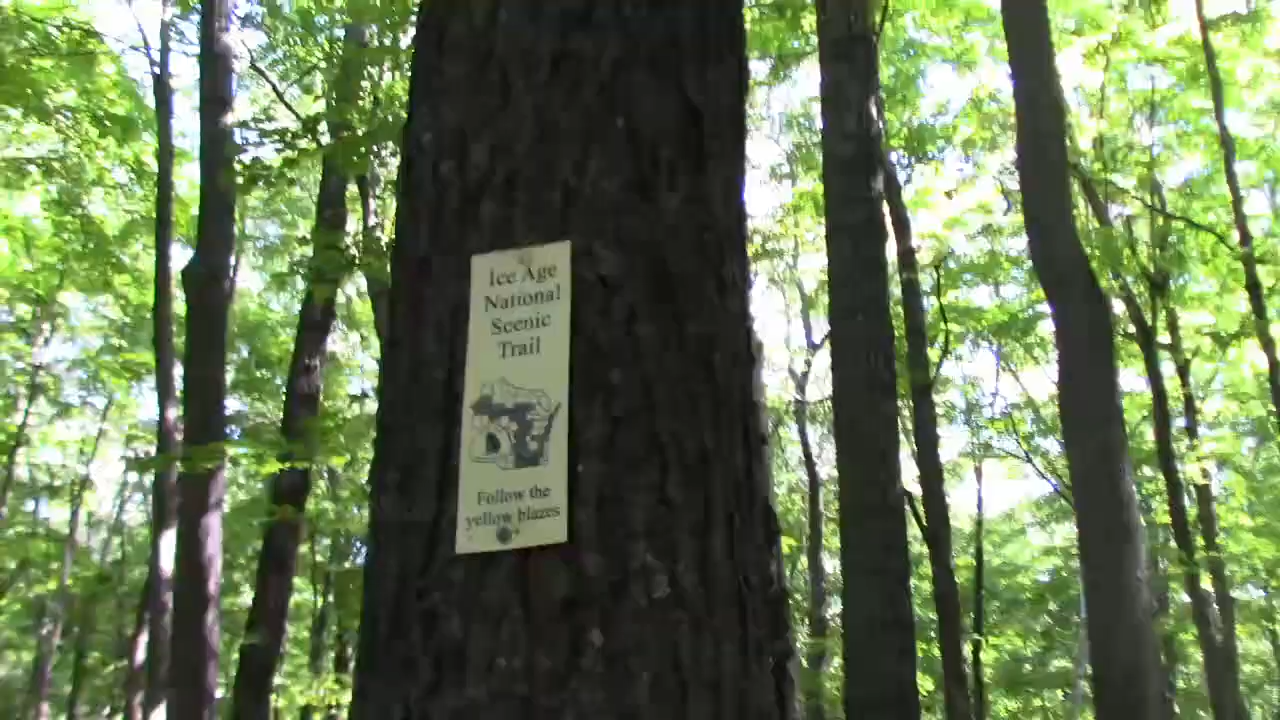 Ice Age
National
Scenic
Trail
Follow the
yellow blazes